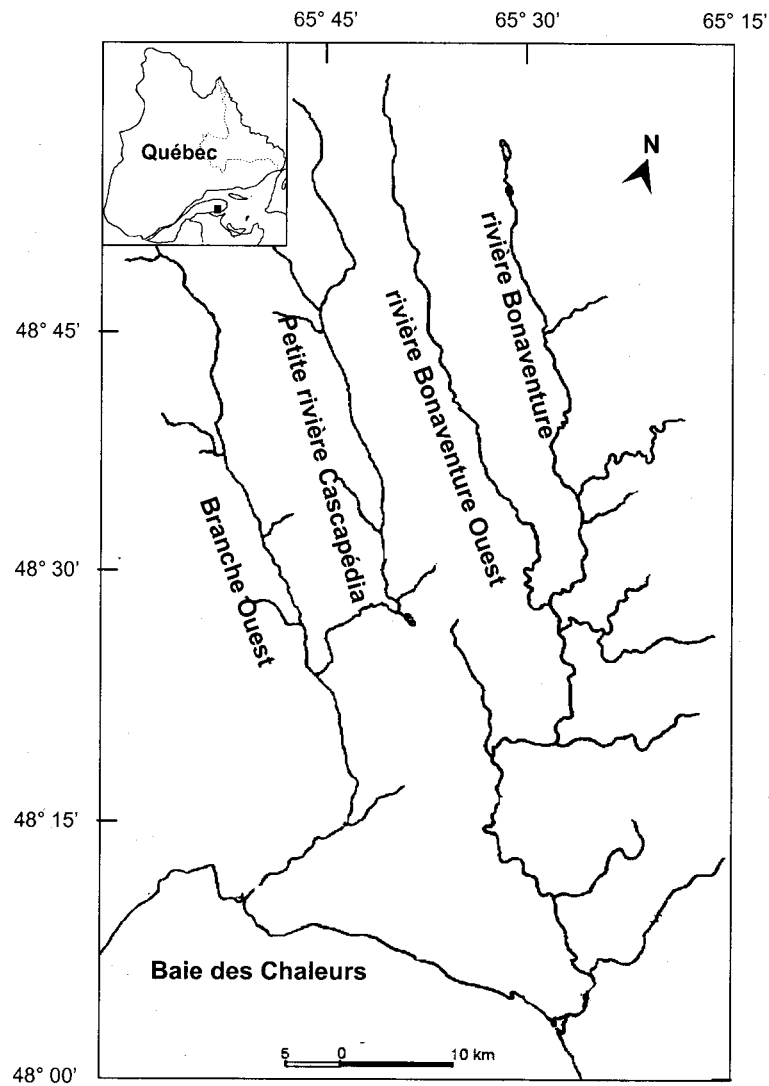 65° 45’
65° 30’
65° 15’
Québec
N
48° 45’
rivière Bonaventure
rivière Bonaventure Ouest
Petite rivière Cascapédia
Branche Ouest
48° 30’
48° 15’
Baie des Chaleurs
5 0 10 km
48° 00’